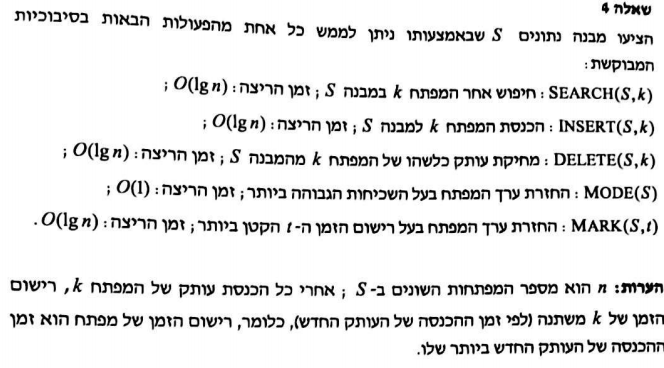 שאלה 4
הציעו מבנה נתונים S שבאמצעותו ניתן לממש כל אחת מהפעולות הבאות בסיבוכיות
המבוקשת:
SEARCH(S,k) : חיפוש אחר המפתח k במבנה S ; זמן הריצה: O(lg n) ;
INSERT(S,k) : הכנסת המפתח k למבנה S ; זמן הריצה: O(lg n) ;
DELETE(S,k) : מחיקת עותק כלשהו של המפתח k מהמבנה S ; זמן הריצה: O(lg n) ;
MODE(S) : החזרת ערך המפתח בעל השכיחות הגבוהה ביותר; זמן הריצה: O(1) ;
MARK(S,t) : החזרת ערך המפתח בעל רישום הזמן ה-t הקטן ביותר; זמן הריצה: O(lg n) .
הערות: n הוא מספר המפתחות השונים ב-S ; אחרי כל הכנסת עותק של המפתח k, רישום
הזמן של k משתנה (לפי זמן ההכנסה של העותק החדש), כלומר, רישום הזמן של מפתח הוא זמן
ההכנסה של העותק החדש ביותר שלו.